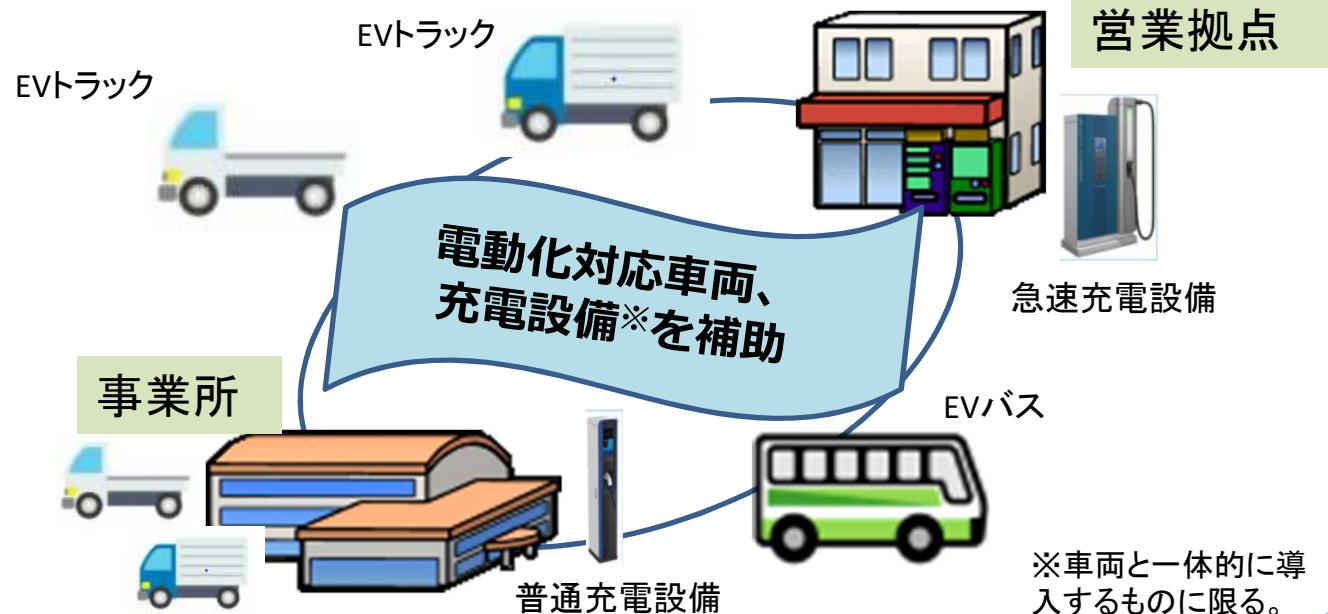 EVトラック
EVトラック
営業拠点
電動化対応車両、
充電設備※を補助
急速充電設備
事業所
EVバス
普通充電設備
※車両と一体的に導
入するものに限る。